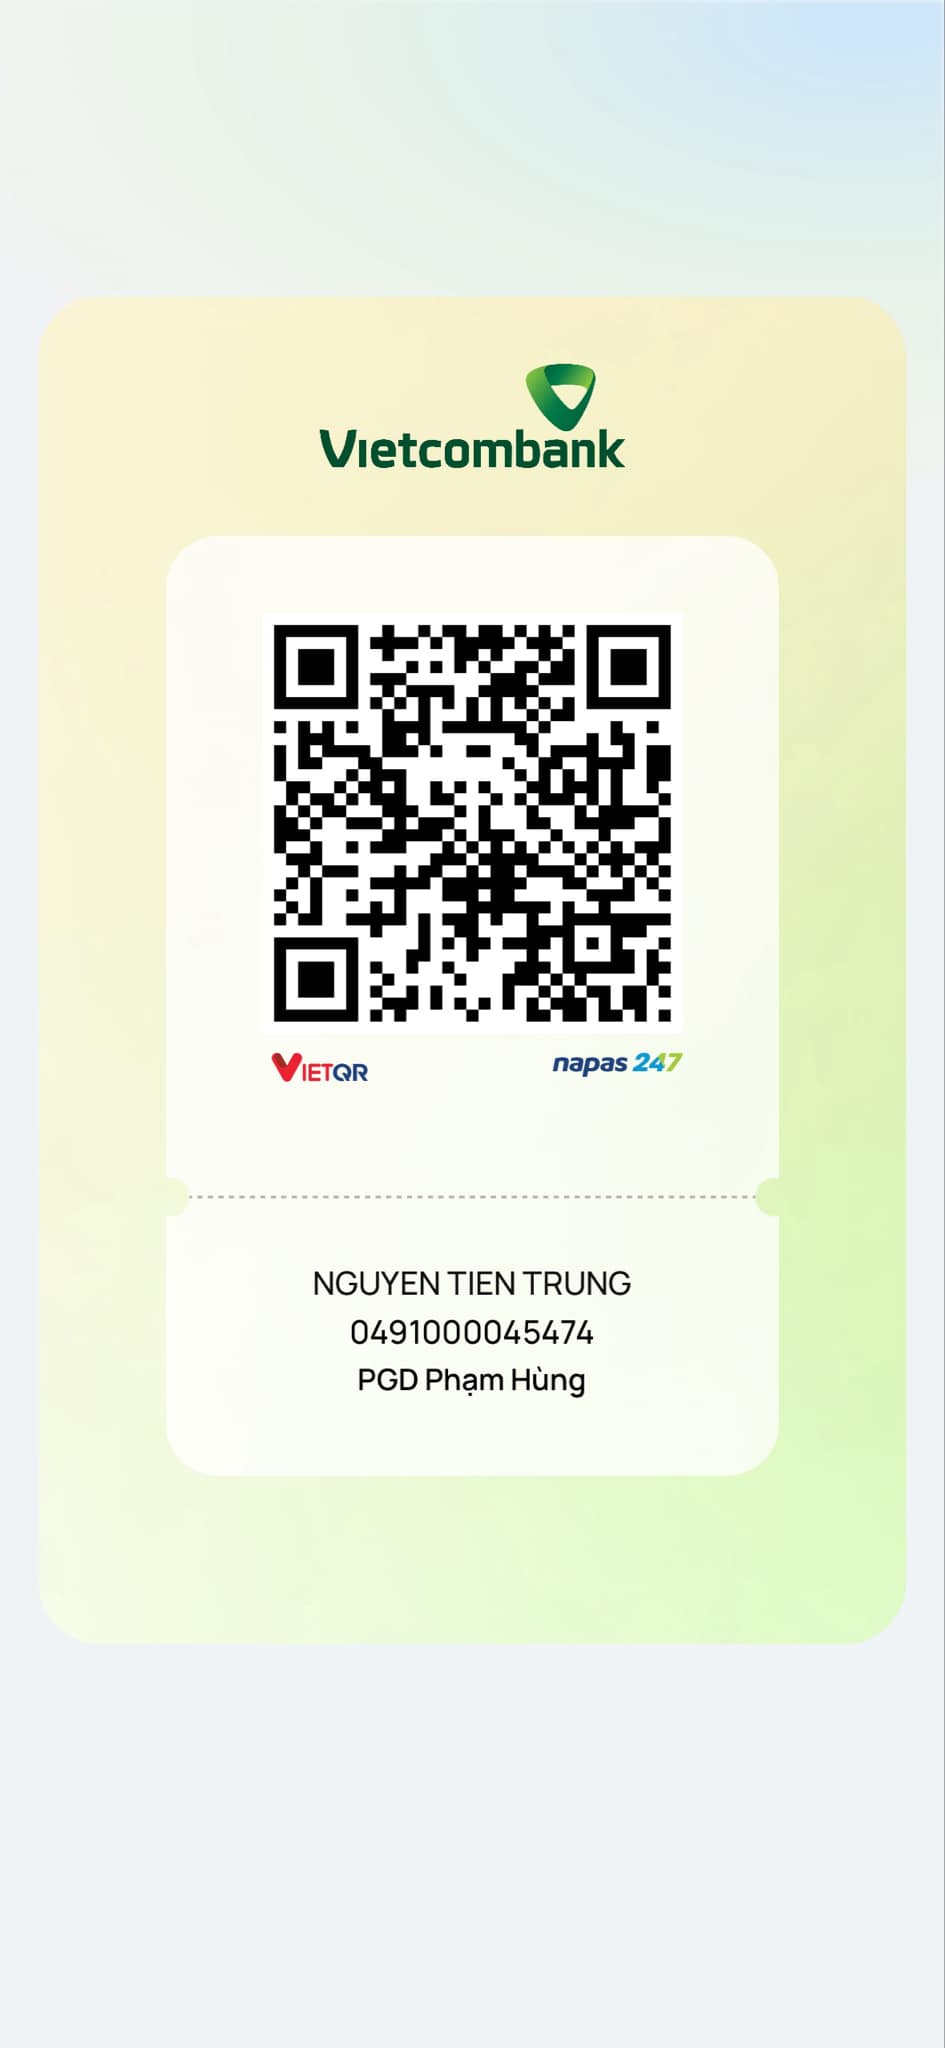 Vietcombank
VIETQR
napas 247
NGUYEN TIEN TRUNG
0491000045474
PGD Phạm Hùng